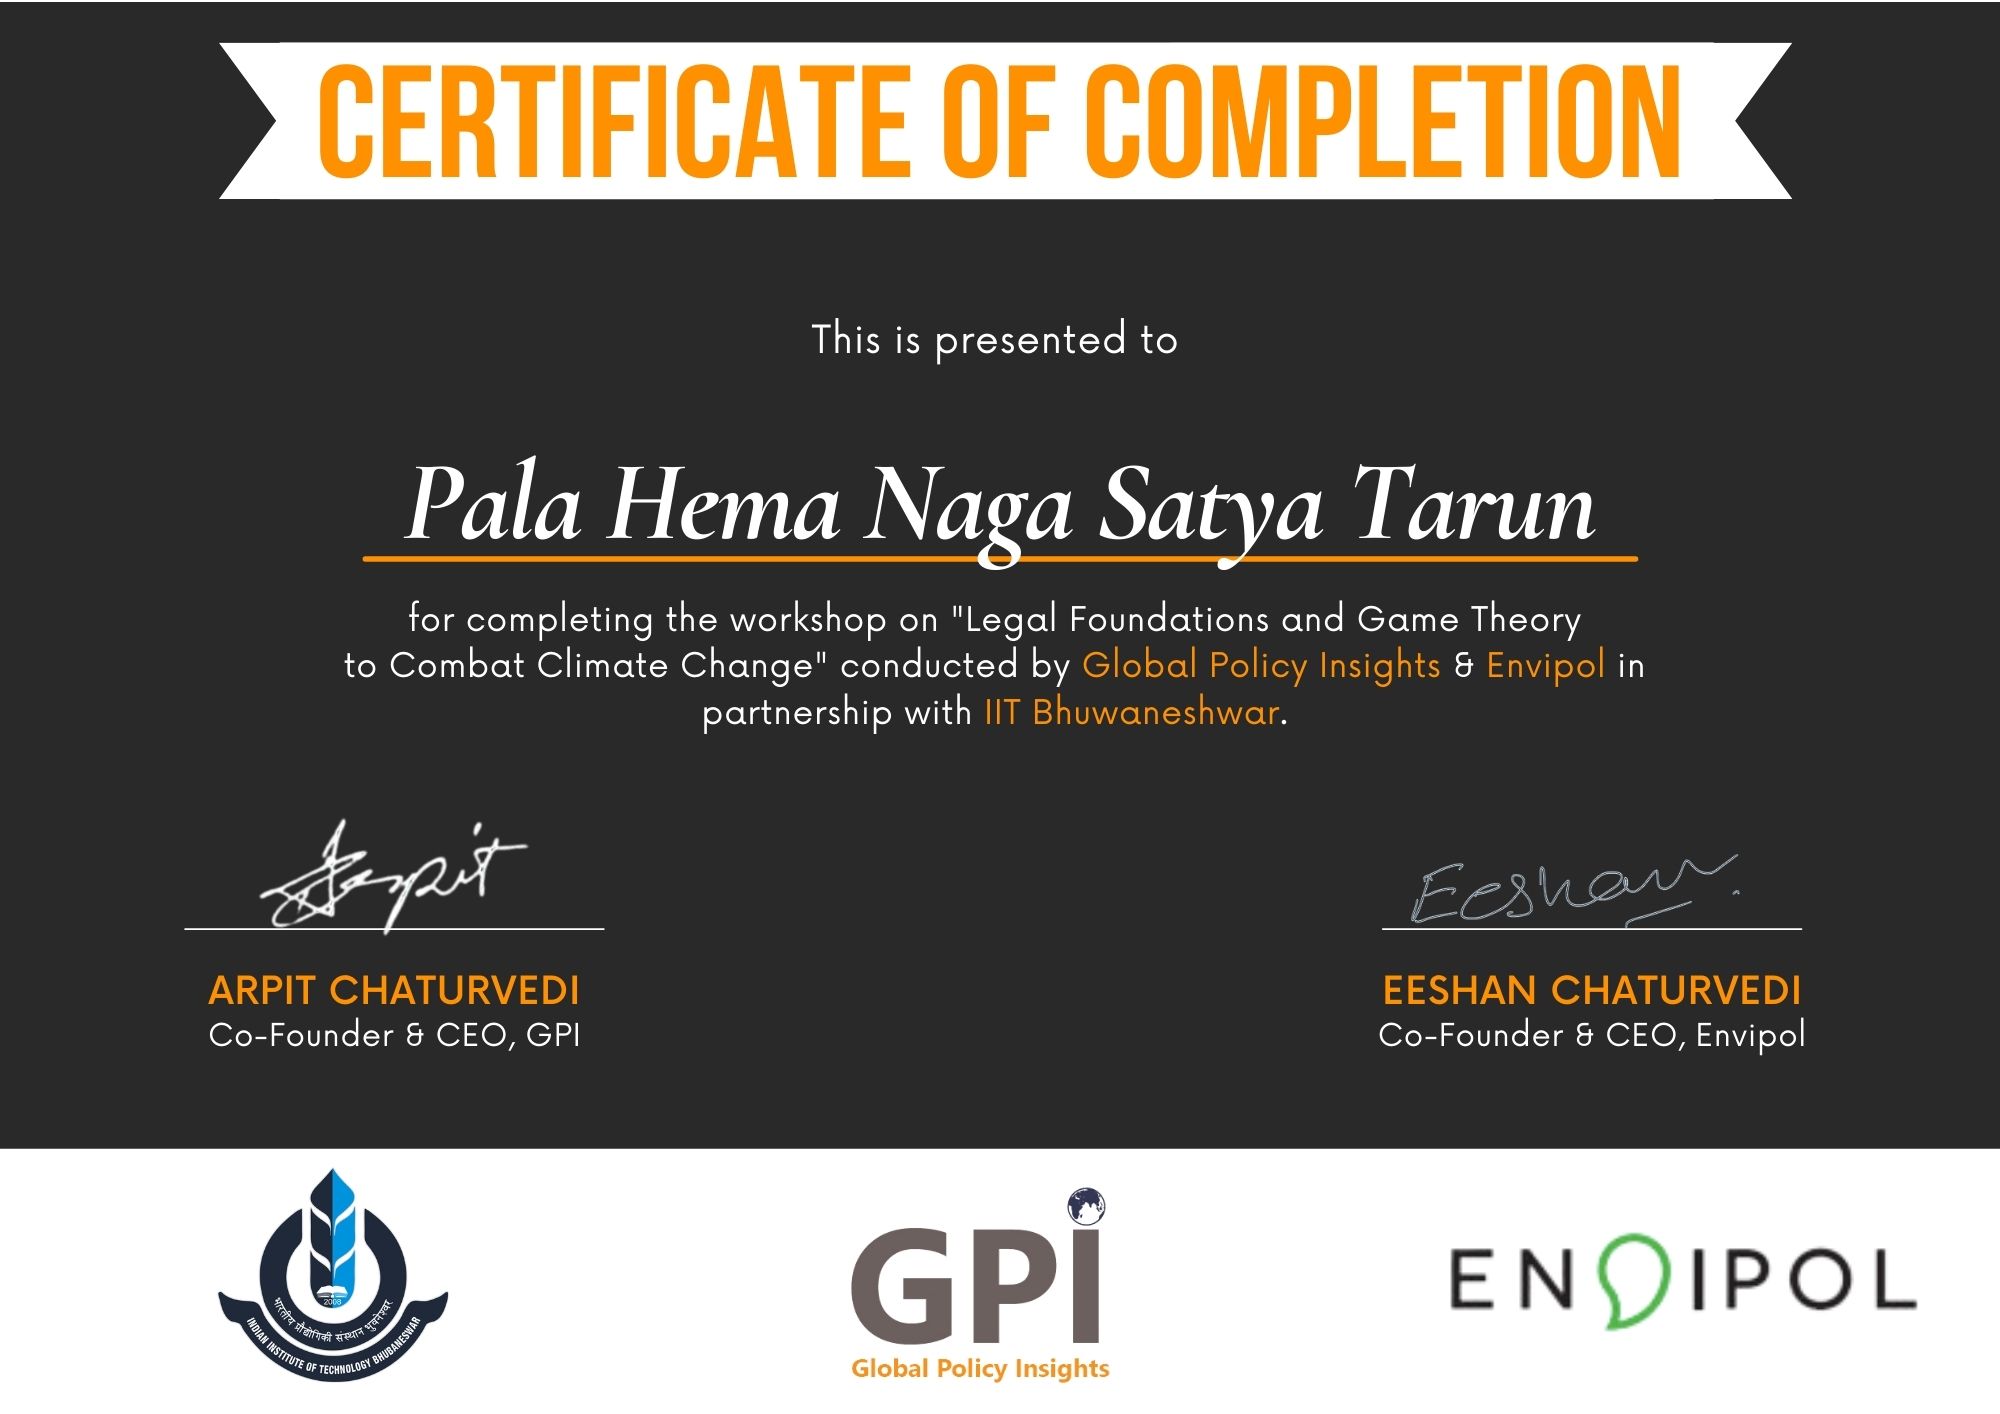 CERTIFICATE OF COMPLETION
This is presented to
Pala Hema Naga Satya Tarun
for completing the workshop on "Legal Foundations and Game Theory
to Combat Climate Change" conducted by Global Policy Insights & Envipol in
partnership with IIT Bhuwaneshwar.
Arpit
Eeshan
ARPIT CHATURVEDI
Co-Founder & CEO, GPI
EESHAN CHATURVEDI
Co-Founder & CEO, Envipol
2008
भारतीय प्रौद्योगिकी संस्थान भुवनेश्वर
INDIAN INSTITUTE OF TECHNOLOGY BHUBANESWAR
GPI
Global Policy Insights
ENVIPOL